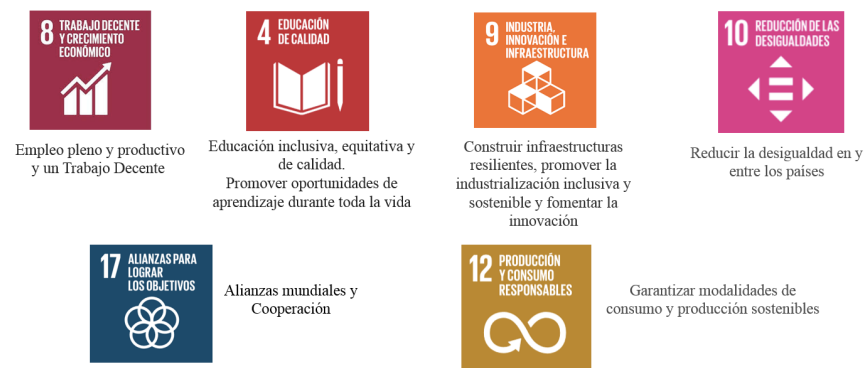 8 TRABAJO DECENTE
Y CRECIMIENTO
ECONÓMICO
Empleo pleno y productivo
y un Trabajo Decente
4 EDUCACIÓN
DE CALIDAD
Educación inclusiva, equitativa y
de calidad.
Promover oportunidades de
aprendizaje durante toda la vida
9 INDUSTRIA,
INNOVACIÓN E
INFRAESTRUCTURA
Construir infraestructuras
resilientes, promover la
industrialización inclusiva y
sostenible y fomentar la
innovación
10 REDUCCIÓN DE LAS
DESIGUALDADES
Reducir la desigualdad en y
entre los países
17 ALIANZAS PARA
LOGRAR
LOS OBJETIVOS
Alianzas mundiales y
Cooperación
12 PRODUCCIÓN
Y CONSUMO
RESPONSABLES
Garantizar modalidades de
consumo y producción sostenibles